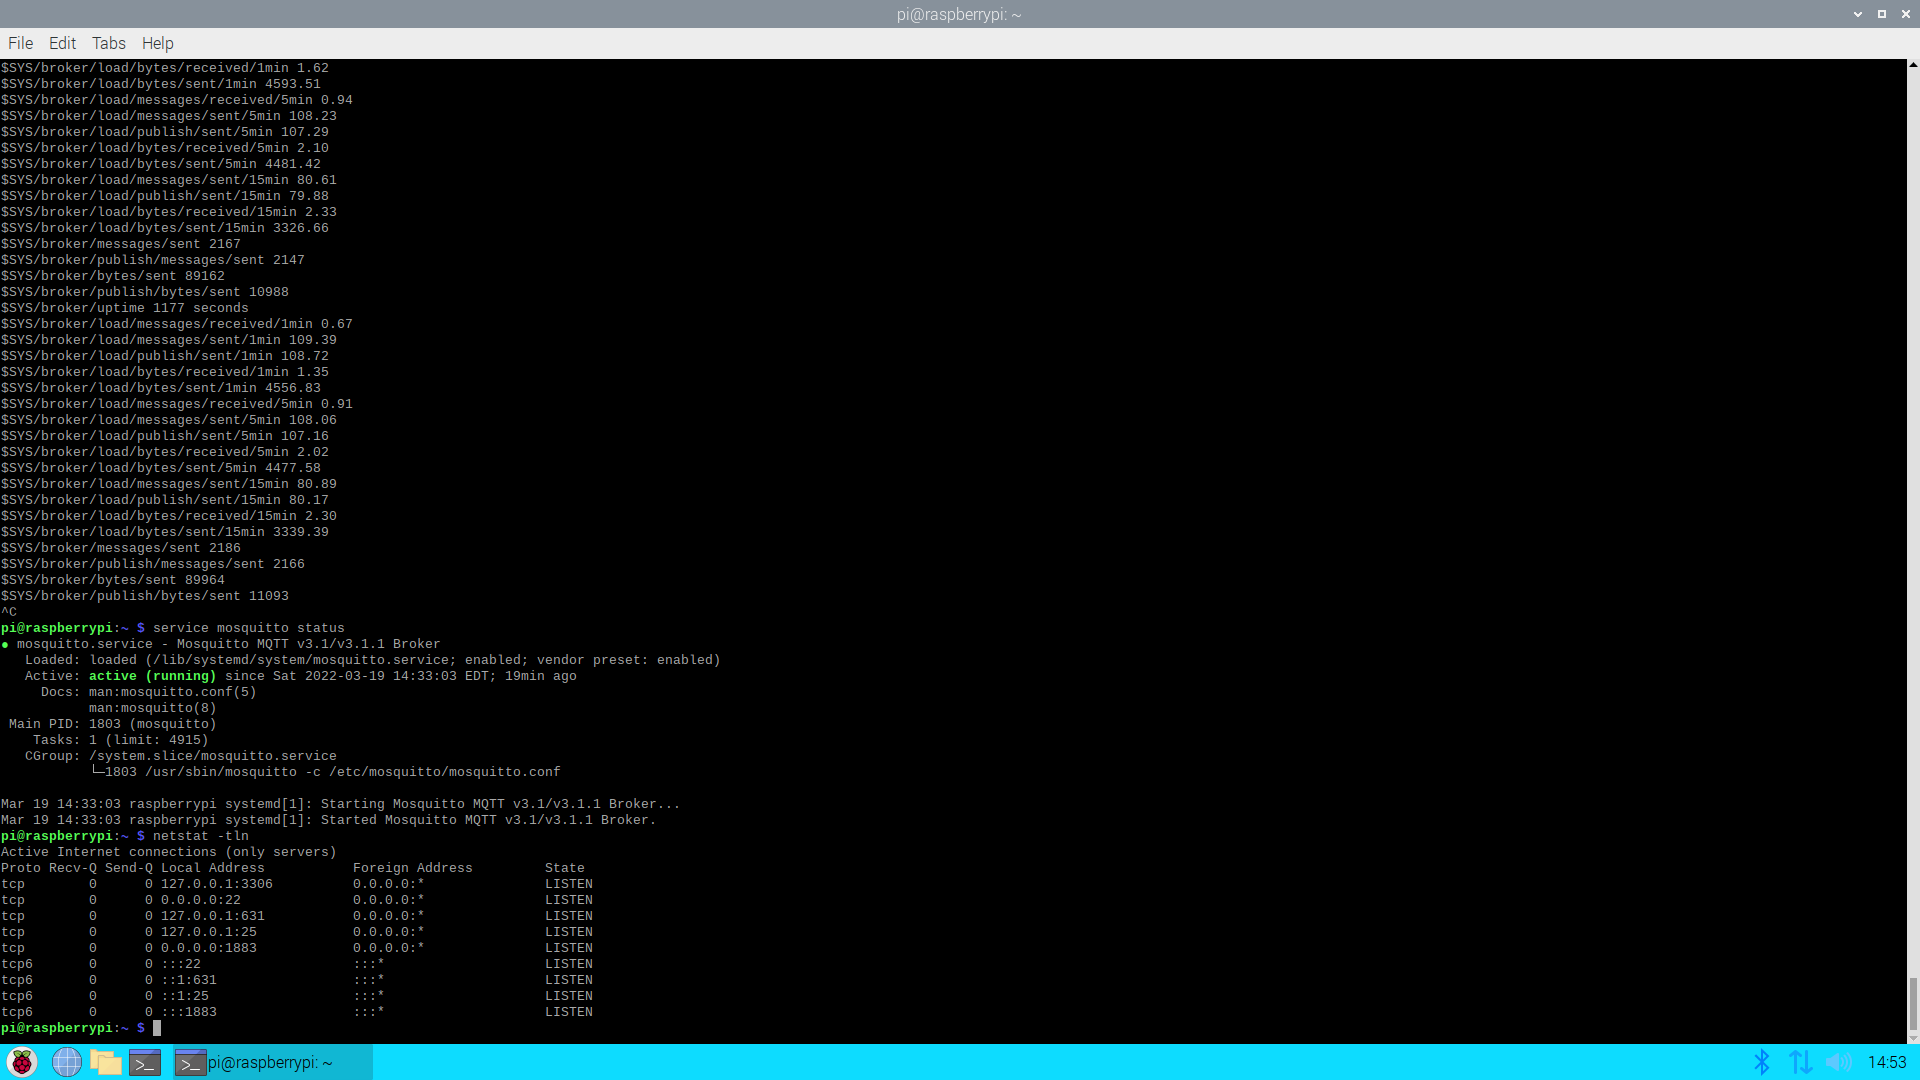 pi@raspberrypi: ~
File Edit Tabs Help
$SYS/broker/load/bytes/received/1min 1.62
$SYS/broker/load/bytes/sent/1min 4593.51
$SYS/broker/load/messages/received/5min 0.94
$SYS/broker/load/messages/sent/5min 108.23
$SYS/broker/load/publish/sent/5min 107.29
$SYS/broker/load/bytes/received/5min 2.10
$SYS/broker/load/bytes/sent/5min 4481.42
$SYS/broker/load/messages/sent/15min 80.61
$SYS/broker/load/publish/sent/15min 79.88
$SYS/broker/load/bytes/received/15min 2.33
$SYS/broker/load/bytes/sent/15min 3326.66
$SYS/broker/messages/sent 2167
$SYS/broker/publish/messages/sent 2147
$SYS/broker/bytes/sent 89162
$SYS/broker/publish/bytes/sent 10988
$SYS/broker/uptime 1177 seconds
$SYS/broker/load/messages/received/1min 0.67
$SYS/broker/load/messages/sent/1min 109.39
$SYS/broker/load/publish/sent/1min 108.72
$SYS/broker/load/bytes/received/1min 1.35
$SYS/broker/load/bytes/sent/1min 4556.83
$SYS/broker/load/messages/received/5min 0.91
$SYS/broker/load/messages/sent/5min 108.06
$SYS/broker/load/publish/sent/5min 107.16
$SYS/broker/load/bytes/received/5min 2.02
$SYS/broker/load/bytes/sent/5min 4477.58
$SYS/broker/load/messages/sent/15min 80.89
$SYS/broker/load/publish/sent/15min 80.17
$SYS/broker/load/bytes/received/15min 2.30
$SYS/broker/load/bytes/sent/15min 3339.39
$SYS/broker/messages/sent 2186
$SYS/broker/publish/messages/sent 2166
$SYS/broker/bytes/sent 89964
$SYS/broker/publish/bytes/sent 11093
^C
pi@raspberrypi:~ $ service mosquitto status
● mosquitto.service - Mosquitto MQTT v3.1/v3.1.1 Broker
   Loaded: loaded (/lib/systemd/system/mosquitto.service; enabled; vendor preset: enabled)
   Active: active (running) since Sat 2022-03-19 14:33:03 EDT; 19min ago
     Docs: man:mosquitto.conf(5)
           man:mosquitto(8)
 Main PID: 1803 (mosquitto)
    Tasks: 1 (limit: 4915)
   CGroup: /system.slice/mosquitto.service
           └─1803 /usr/sbin/mosquitto -c /etc/mosquitto/mosquitto.conf
Mar 19 14:33:03 raspberrypi systemd[1]: Starting Mosquitto MQTT v3.1/v3.1.1 Broker...
Mar 19 14:33:03 raspberrypi systemd[1]: Started Mosquitto MQTT v3.1/v3.1.1 Broker.
pi@raspberrypi:~ $ netstat -tln
Active Internet connections (only servers)
Proto Recv-Q Send-Q Local Address           Foreign Address         State
tcp        0      0 127.0.0.1:3306          0.0.0.0:*               LISTEN
tcp        0      0 0.0.0.0:22              0.0.0.0:*               LISTEN
tcp        0      0 127.0.0.1:631           0.0.0.0:*               LISTEN
tcp        0      0 127.0.0.1:25            0.0.0.0:*               LISTEN
tcp        0      0 0.0.0.0:1883            0.0.0.0:*               LISTEN
tcp6       0      0 :::22                   :::*                    LISTEN
tcp6       0      0 ::1:631                 :::*                    LISTEN
tcp6       0      0 ::1:25                  :::*                    LISTEN
tcp6       0      0 :::1883                 :::*                    LISTEN
pi@raspberrypi:~ $
pi@raspberrypi: ~ 14:53